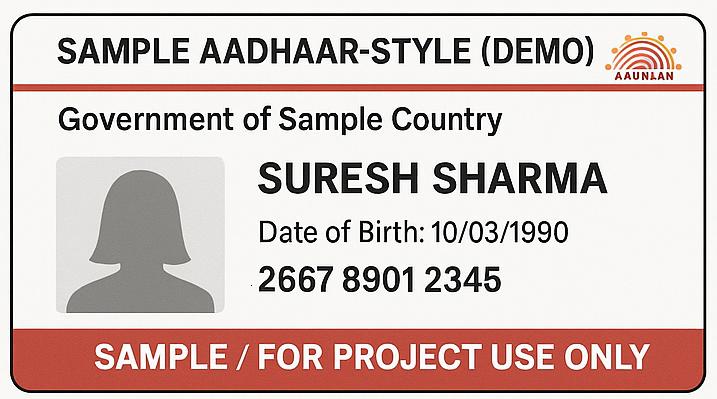 SAMPLE AADHAAR-STYLE (DEMO)
AAUNLAN
Government of Sample Country
SURESH SHARMA
Date of Birth: 10/03/1990
2667 8901 2345
SAMPLE / FOR PROJECT USE ONLY